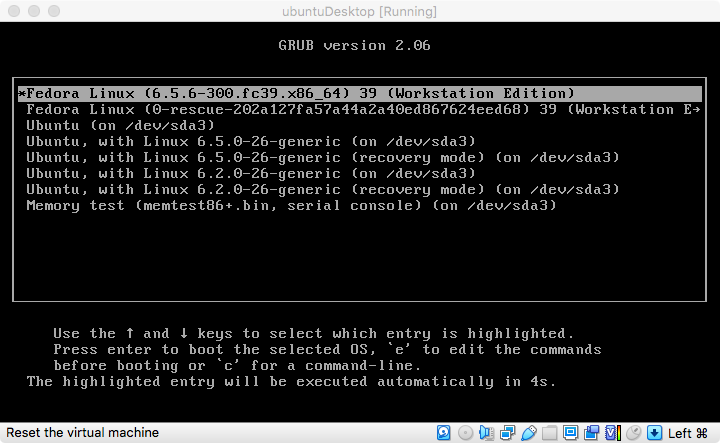 ubuntuDesktop [Running]
GRUB version 2.06
*Fedora Linux (6.5.6-300.fc39.x86_64) 39 (Workstation Edition)
Fedora Linux (0-rescue-202a127fa57a44a2a40ed867624eed68) 39 (Workstation E→
Ubuntu (on /dev/sda3)
Ubuntu, with Linux 6.5.0-26-generic (on /dev/sda3)
Ubuntu, with Linux 6.5.0-26-generic (recovery mode) (on /dev/sda3)
Ubuntu, with Linux 6.2.0-26-generic (on /dev/sda3)
Ubuntu, with Linux 6.2.0-26-generic (recovery mode) (on /dev/sda3)
Memory test (memtest86+.bin, serial console) (on /dev/sda3)
Use the ↑ and ↓ keys to select which entry is highlighted.
Press enter to boot the selected OS, `e' to edit the commands
before booting or `c' for a command-line.
The highlighted entry will be executed automatically in 4s.
Reset the virtual machine
Left ⌘